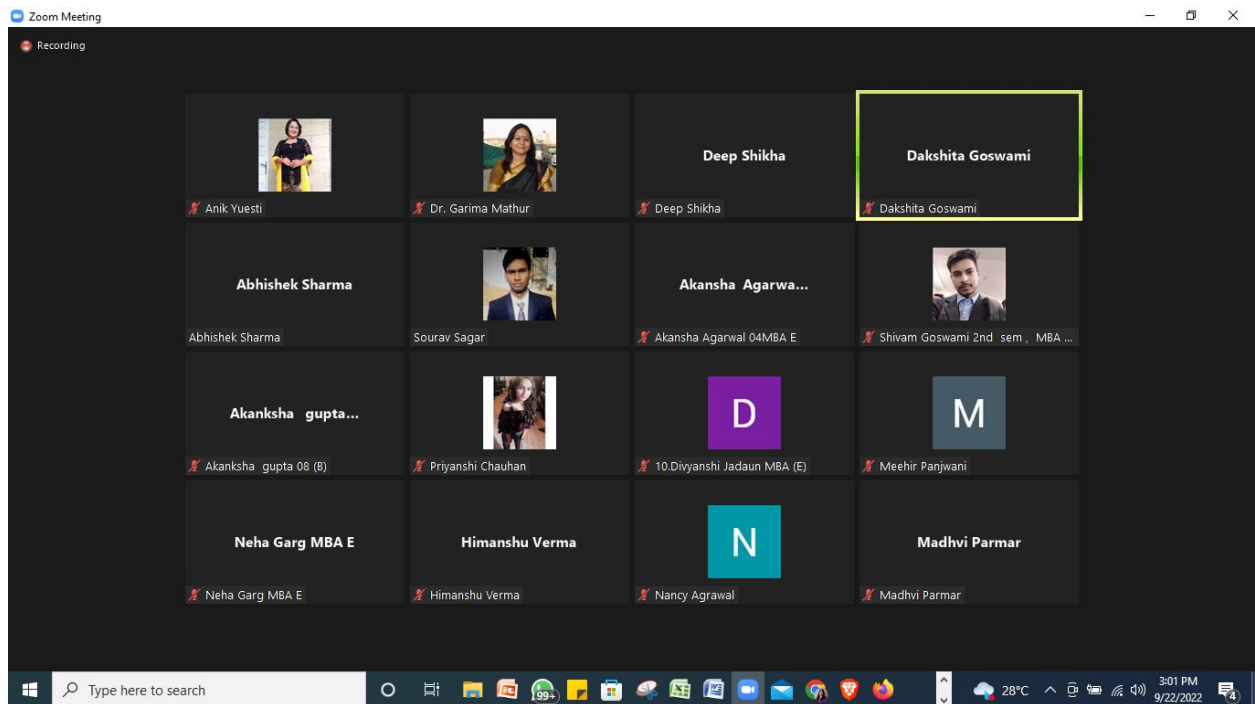 Zoom Meeting
Recording
Anik Yuesti
Dr. Garima Mathur
Deep Shikha
Deep Shikha
Dakshita Goswami
Dakshita Goswami
Abhishek Sharma
Abhishek Sharma
Sourav Sagar
Akansha Agarwa...
Akansha Agarwal 04MBA E
Shivam Goswami 2nd sem , MBA ...
Akanksha gupta...
Akanksha gupta 08 (B)
Priyanshi Chauhan
D
10.Divyanshi Jadaun MBA (E)
M
Meehir Panjwani
Neha Garg MBA E
Neha Garg MBA E
Himanshu Verma
Himanshu Verma
N
Nancy Agrawal
Madhvi Parmar
Madhvi Parmar
Type here to search
99+
28°C
3:01 PM
9/22/2022
4